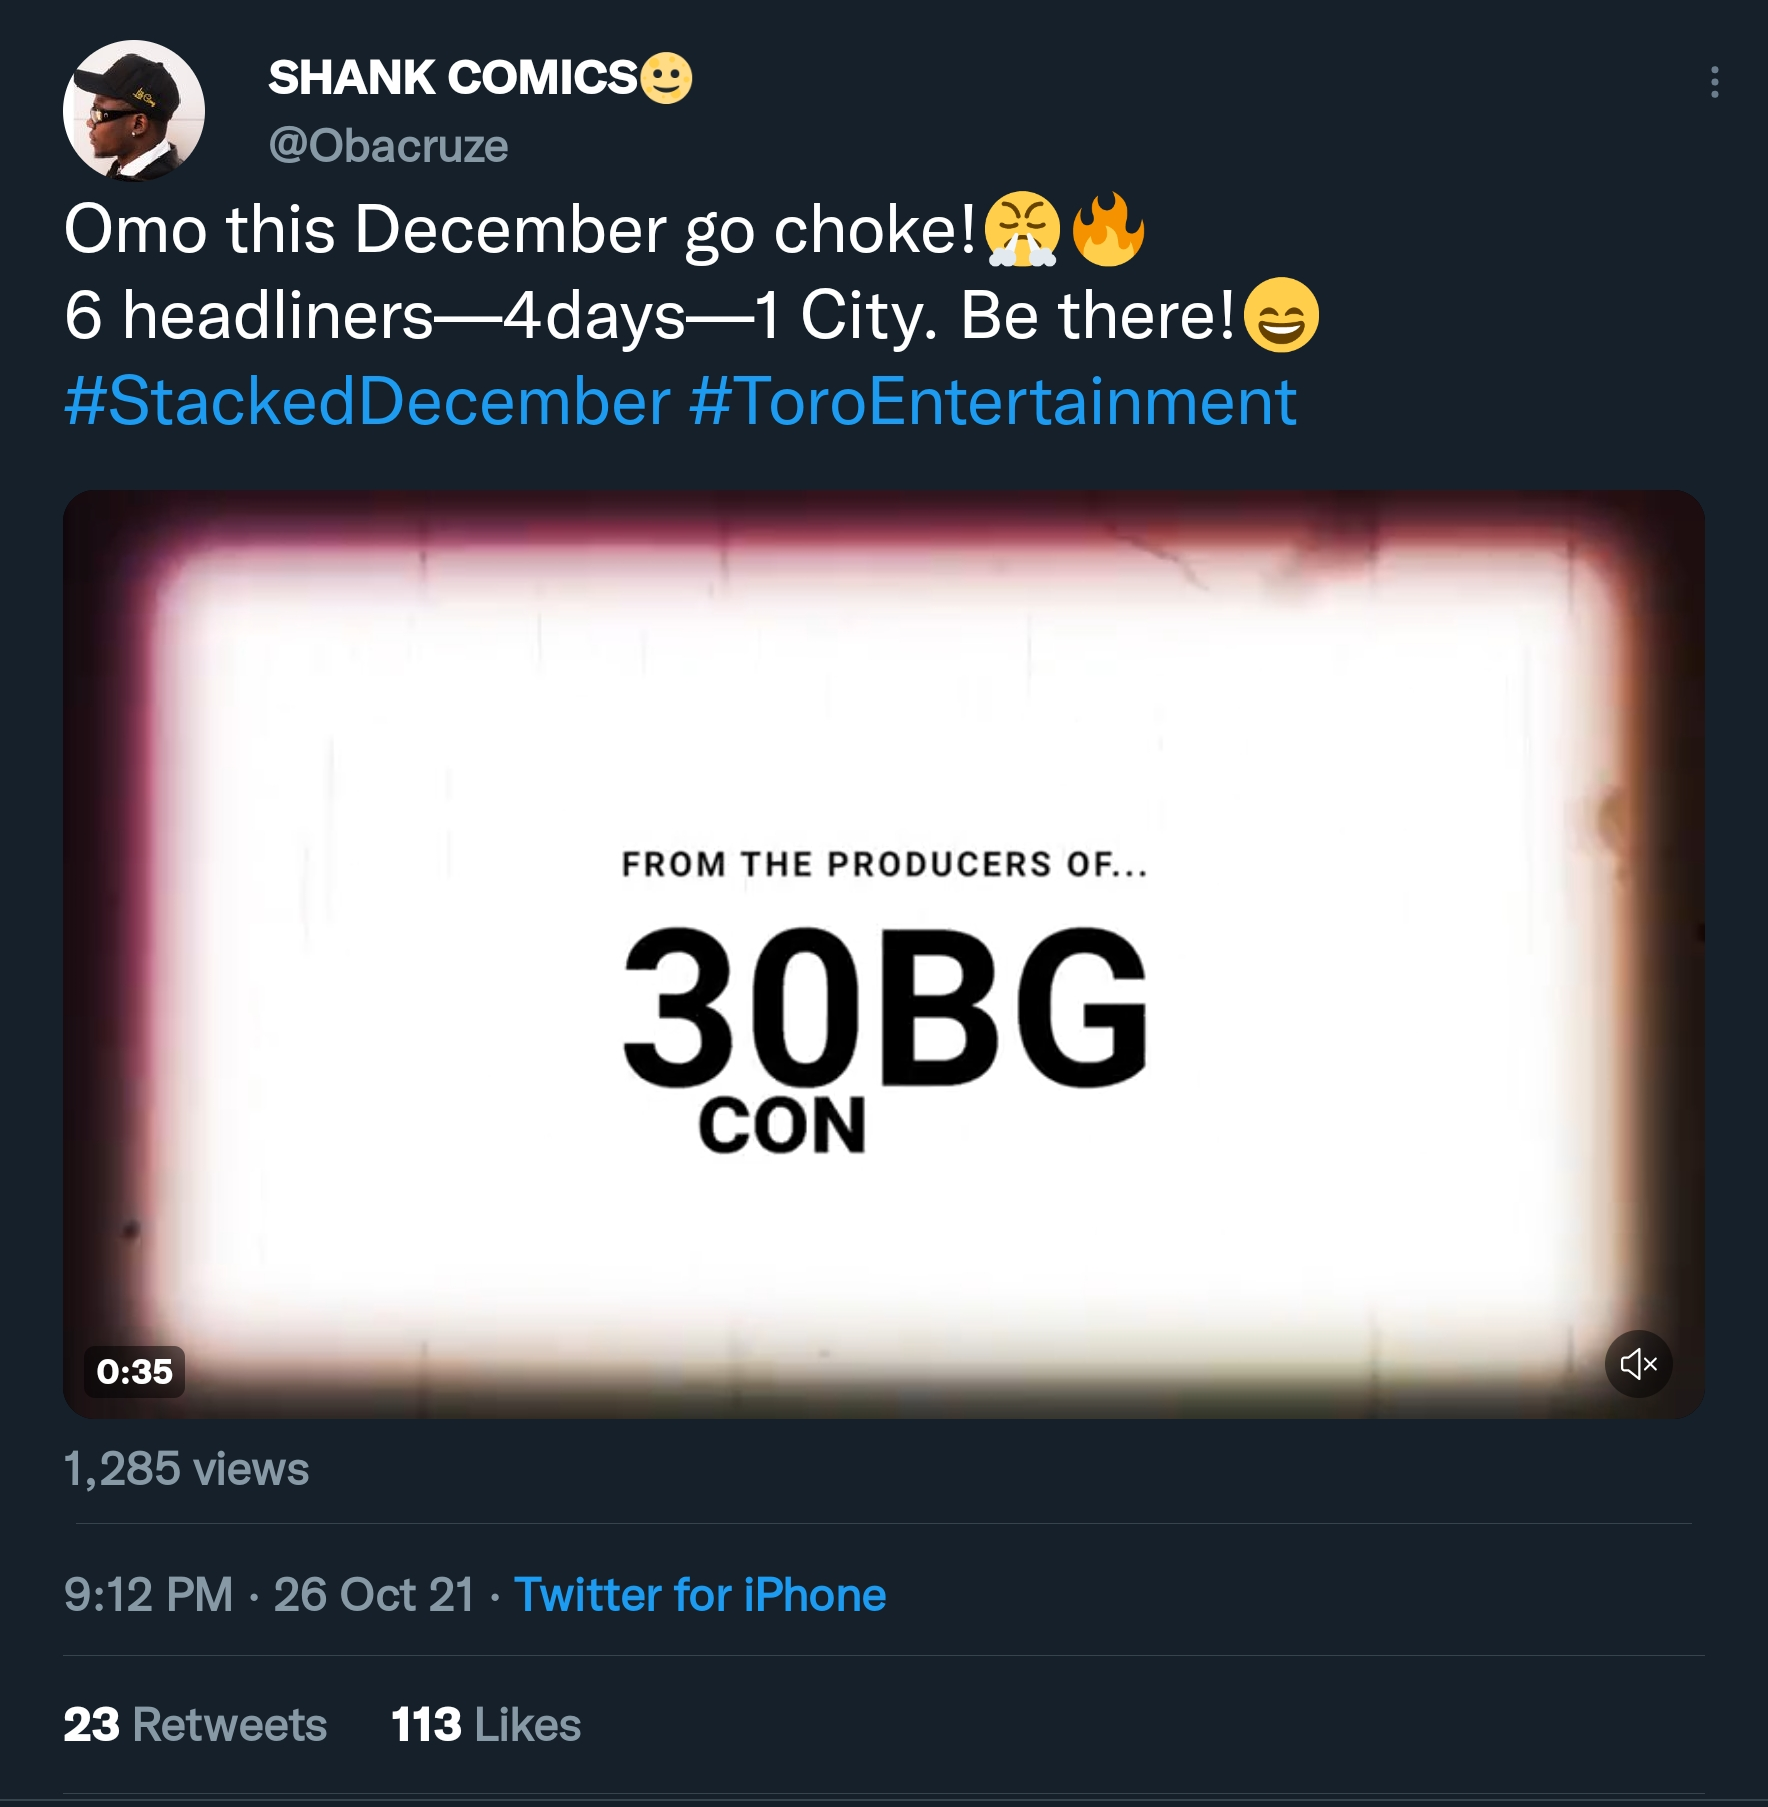 SHANK COMICS🙂
@Obacruze
Omo this December go choke!😤🔥
6 headliners—4days—1 City. Be there!😄
#StackedDecember #ToroEntertainment
FROM THE PRODUCERS OF...
30BG
CON
0:35
1,285 views
9:12 PM · 26 Oct 21 · Twitter for iPhone
23 Retweets 113 Likes